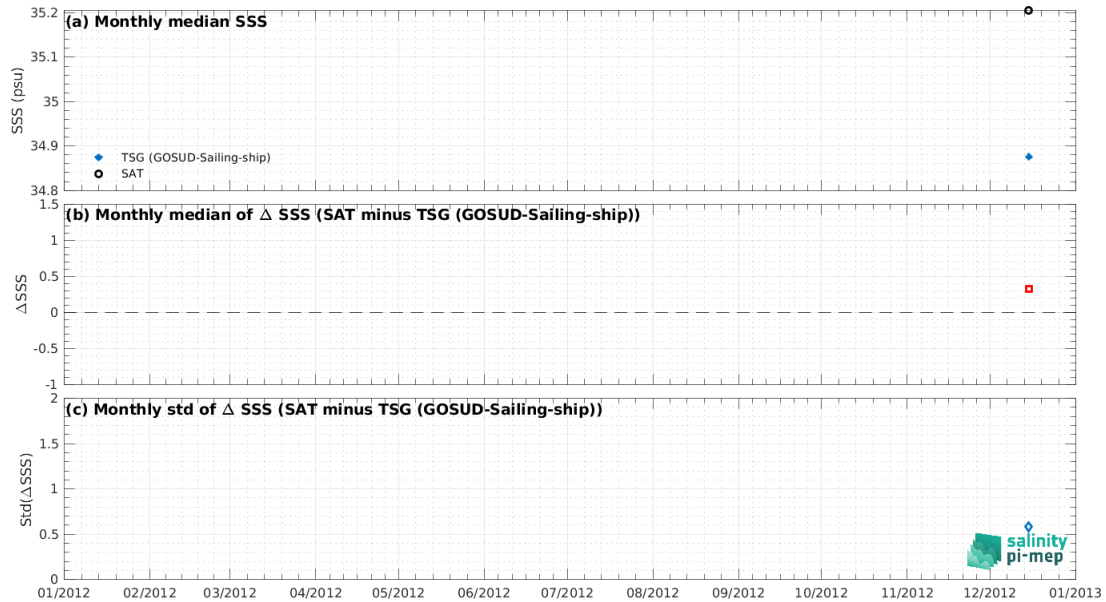 (a) Monthly median SSS
35.2
35.1
35
34.9
34.8
SSS (psu)
TSG (GOSUD-Sailing-ship)
SAT
(b) Monthly median of Δ SSS (SAT minus TSG (GOSUD-Sailing-ship))
1.5
1
0.5
0
-0.5
-1
ΔSSS
(c) Monthly std of Δ SSS (SAT minus TSG (GOSUD-Sailing-ship))
2
1.5
1
0.5
0
Std(ΔSSS)
salinity
pi-mep
01/2012 02/2012 03/2012 04/2012 05/2012 06/2012 07/2012 08/2012 09/2012 10/2012 11/2012 12/2012 01/2013